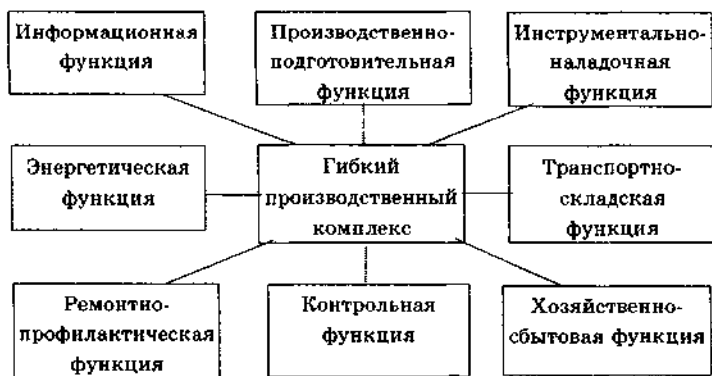 Информационная
функция
Производственно-
подготовительная
функция
Инструментально-
наладочная
функция
Энергетическая
функция
Гибкий
производственный
комплекс
Транспортно-
складская
функция
Ремонтно-
профилактическая
функция
Контрольная
функция
Хозяйственно-
сбытовая функция